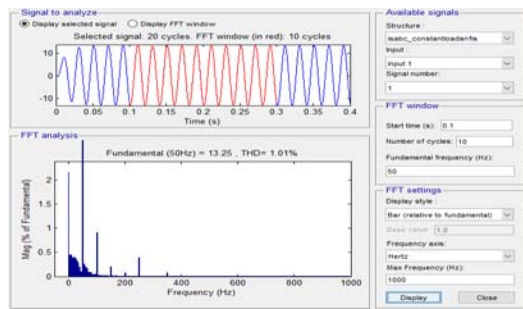 Signal to analyze
Display selected signal
Display FFT window
Selected signal: 20 cycles. FFT window (in red): 10 cycles
10
0
-10
0 0.05 0.1 0.15 0.2 0.25 0.3 0.35 0.4
Time (s)
FFT analysis
Fundamental (50Hz) = 13.25 , THD= 1.01%
Mag (% of Fundamental)
2.5
2
1.5
1
0.5
0
0 200 400 600 800 1000
Frequency (Hz)
Available signals
Structure :
isabc_constantloadanfis
Input :
input 1
Signal number:
1
FFT window
Start time (s): 0.1
Number of cycles: 10
Fundamental frequency (Hz):
50
FFT settings
Display style :
Bar (relative to fundamental)
Base value: 1.0
Frequency axis:
Hertz
Max Frequency (Hz):
1000
Display
Close